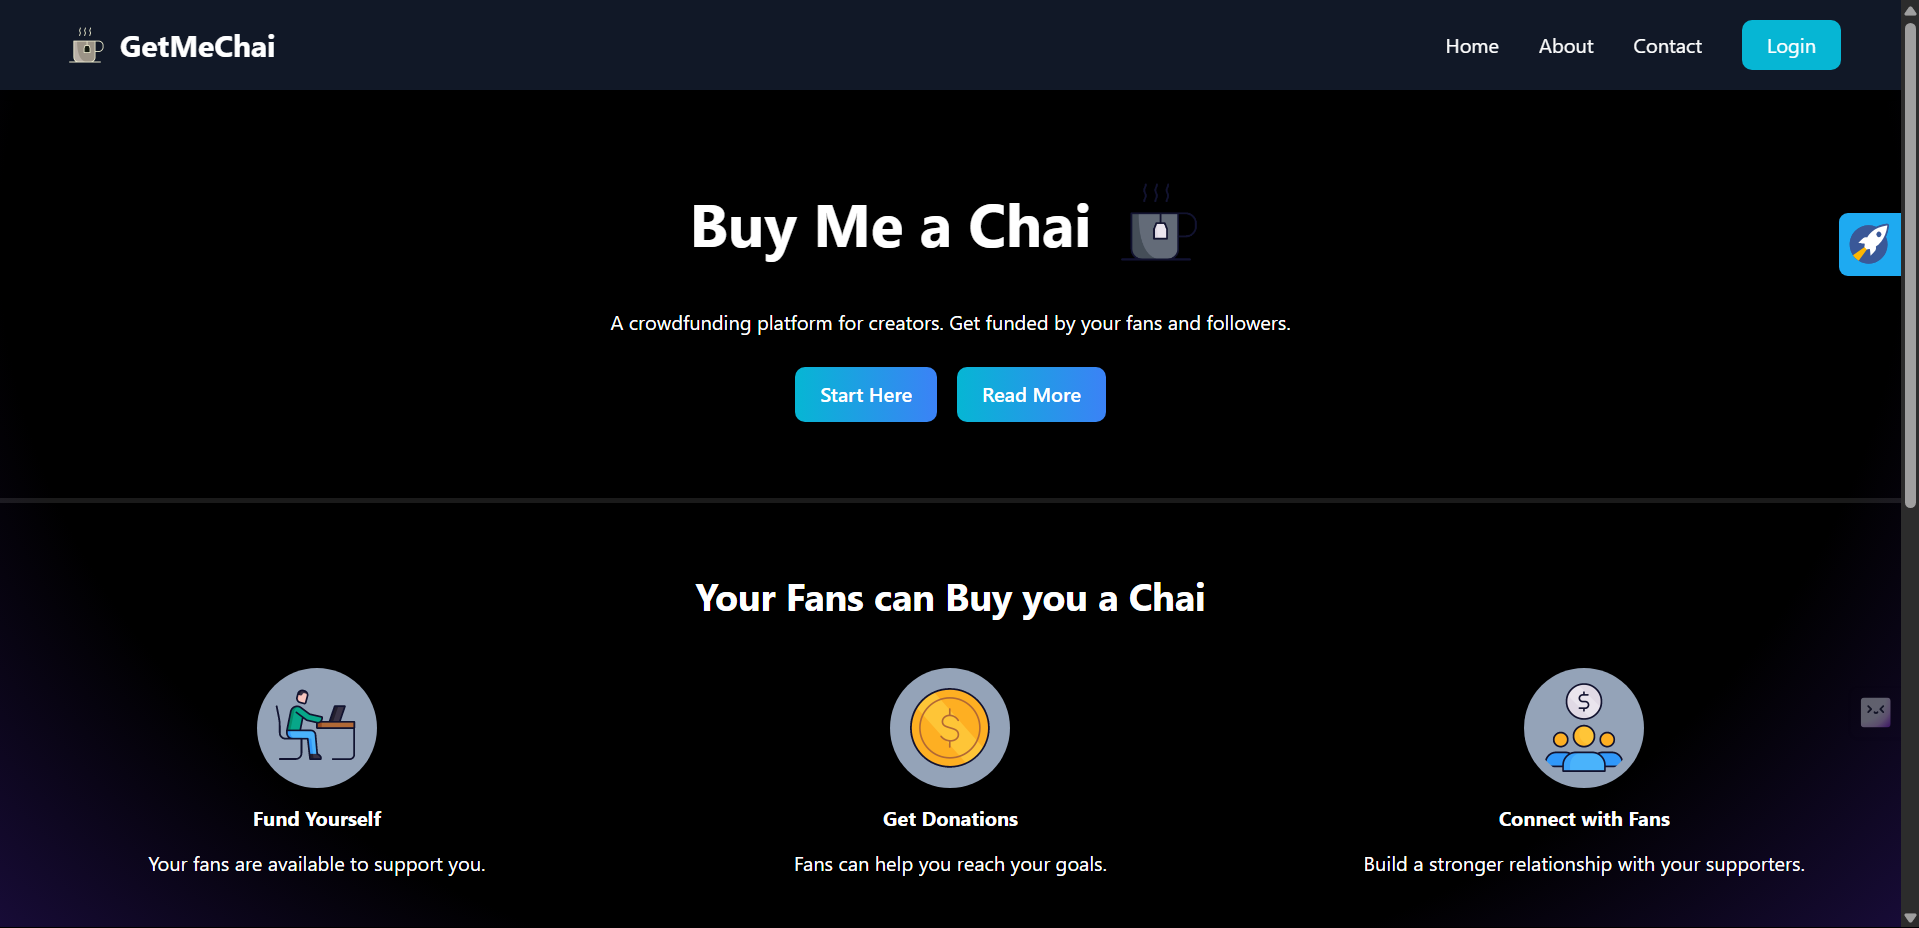 GetMeChai
Home
About
Contact
Login
Buy Me a Chai
A crowdfunding platform for creators. Get funded by your fans and followers.
Start Here
Read More
Your Fans can Buy you a Chai
Fund Yourself
Get Donations
Connect with Fans
Your fans are available to support you.
Fans can help you reach your goals.
Build a stronger relationship with your supporters.